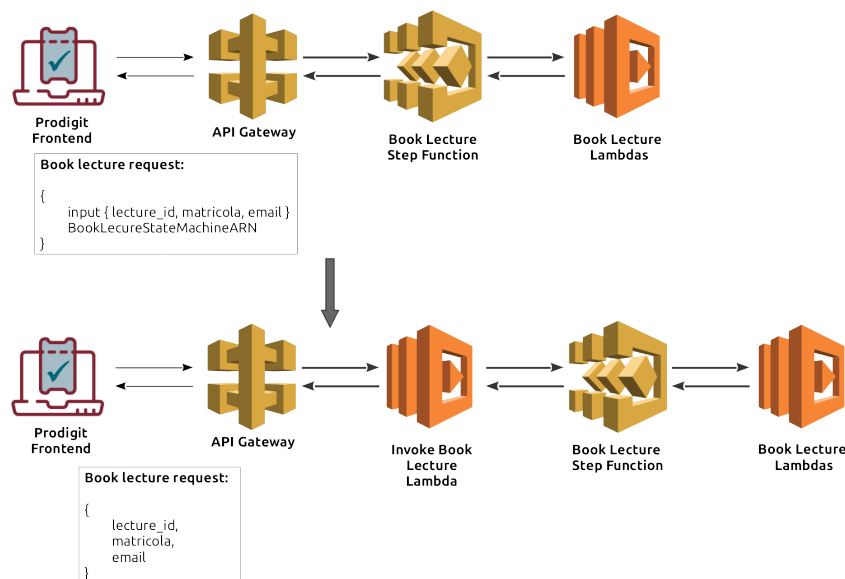 Prodigit
Frontend
API Gateway
Book Lecture
Step Function
Book Lecture
Lambdas
Book lecture request:
{
input { lecture_id, matricola, email }
BookLecureStateMachineARN
}
Prodigit
Frontend
API Gateway
Invoke Book
Lecture
Lambda
Book Lecture
Step Function
Book Lecture
Lambdas
Book lecture request:
{
lecture_id,
matricola,
email
}